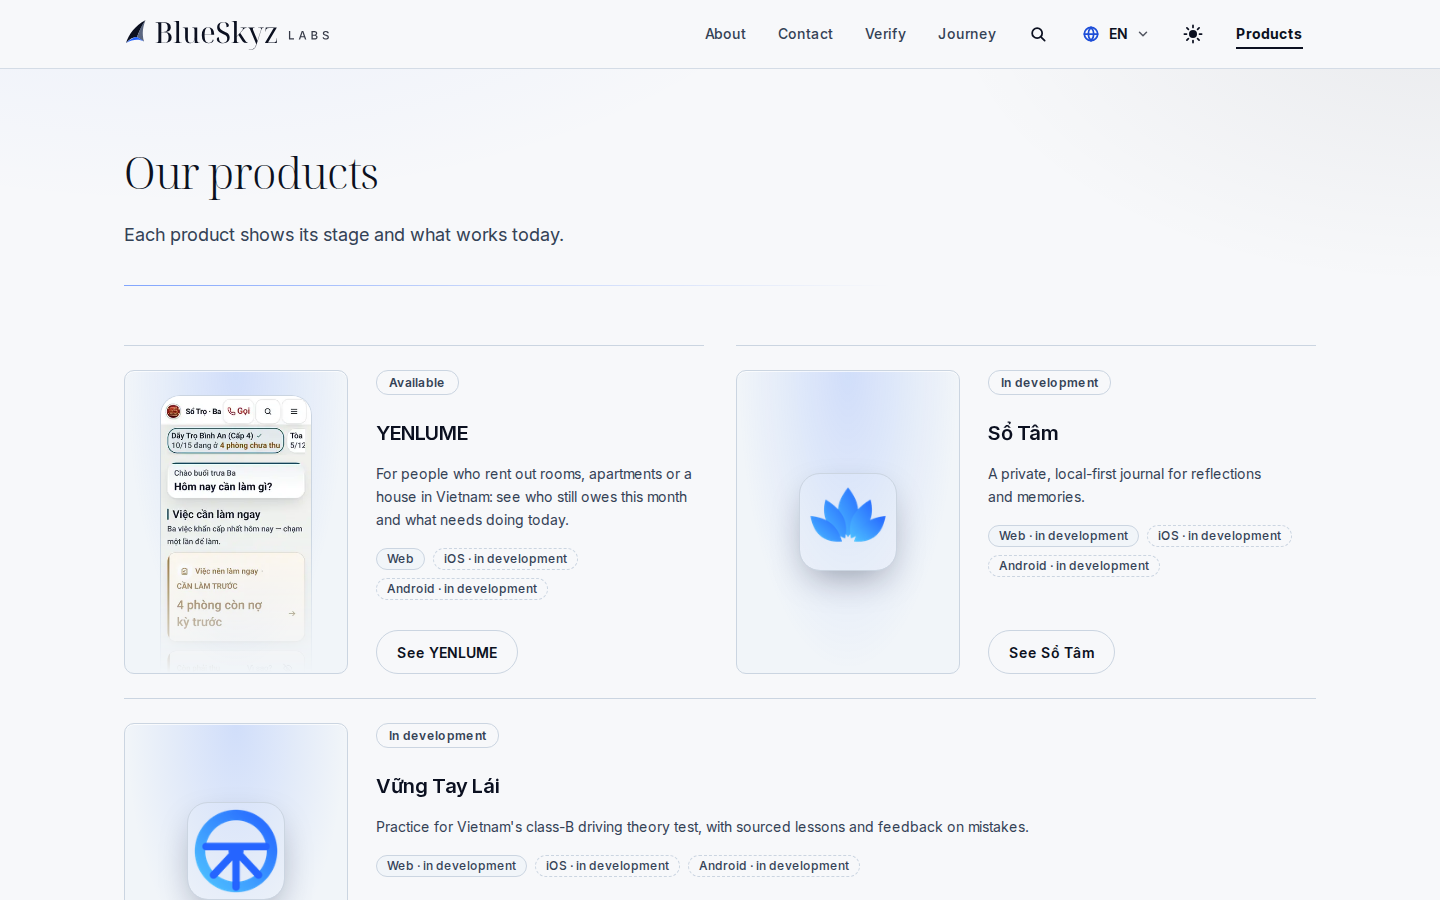 BlueSkyz LABS
About
Contact
Verify
Journey
EN
Products
Our products
Each product shows its stage and what works today.
Sổ Trọ · Ba
Gọi
Dãy Trọ Bình An (Cấp 4) ✓
10/15 đang ở 4 phòng chưa thu
Tòa
5/12
Chào buổi trưa Ba
Hôm nay cần làm gì?
Việc cần làm ngay
Ba việc khẩn cấp nhất hôm nay — chạm
một lần để làm.
Việc nên làm ngay
CẦN LÀM TRƯỚC
4 phòng còn nợ
kỳ trước
→
Available
YENLUME
For people who rent out rooms, apartments or a
house in Vietnam: see who still owes this month
and what needs doing today.
Web
iOS · in development
Android · in development
See YENLUME
In development
Sổ Tâm
A private, local-first journal for reflections
and memories.
Web · in development
iOS · in development
Android · in development
See Sổ Tâm
In development
Vững Tay Lái
Practice for Vietnam's class-B driving theory test, with sourced lessons and feedback on mistakes.
Web · in development
iOS · in development
Android · in development